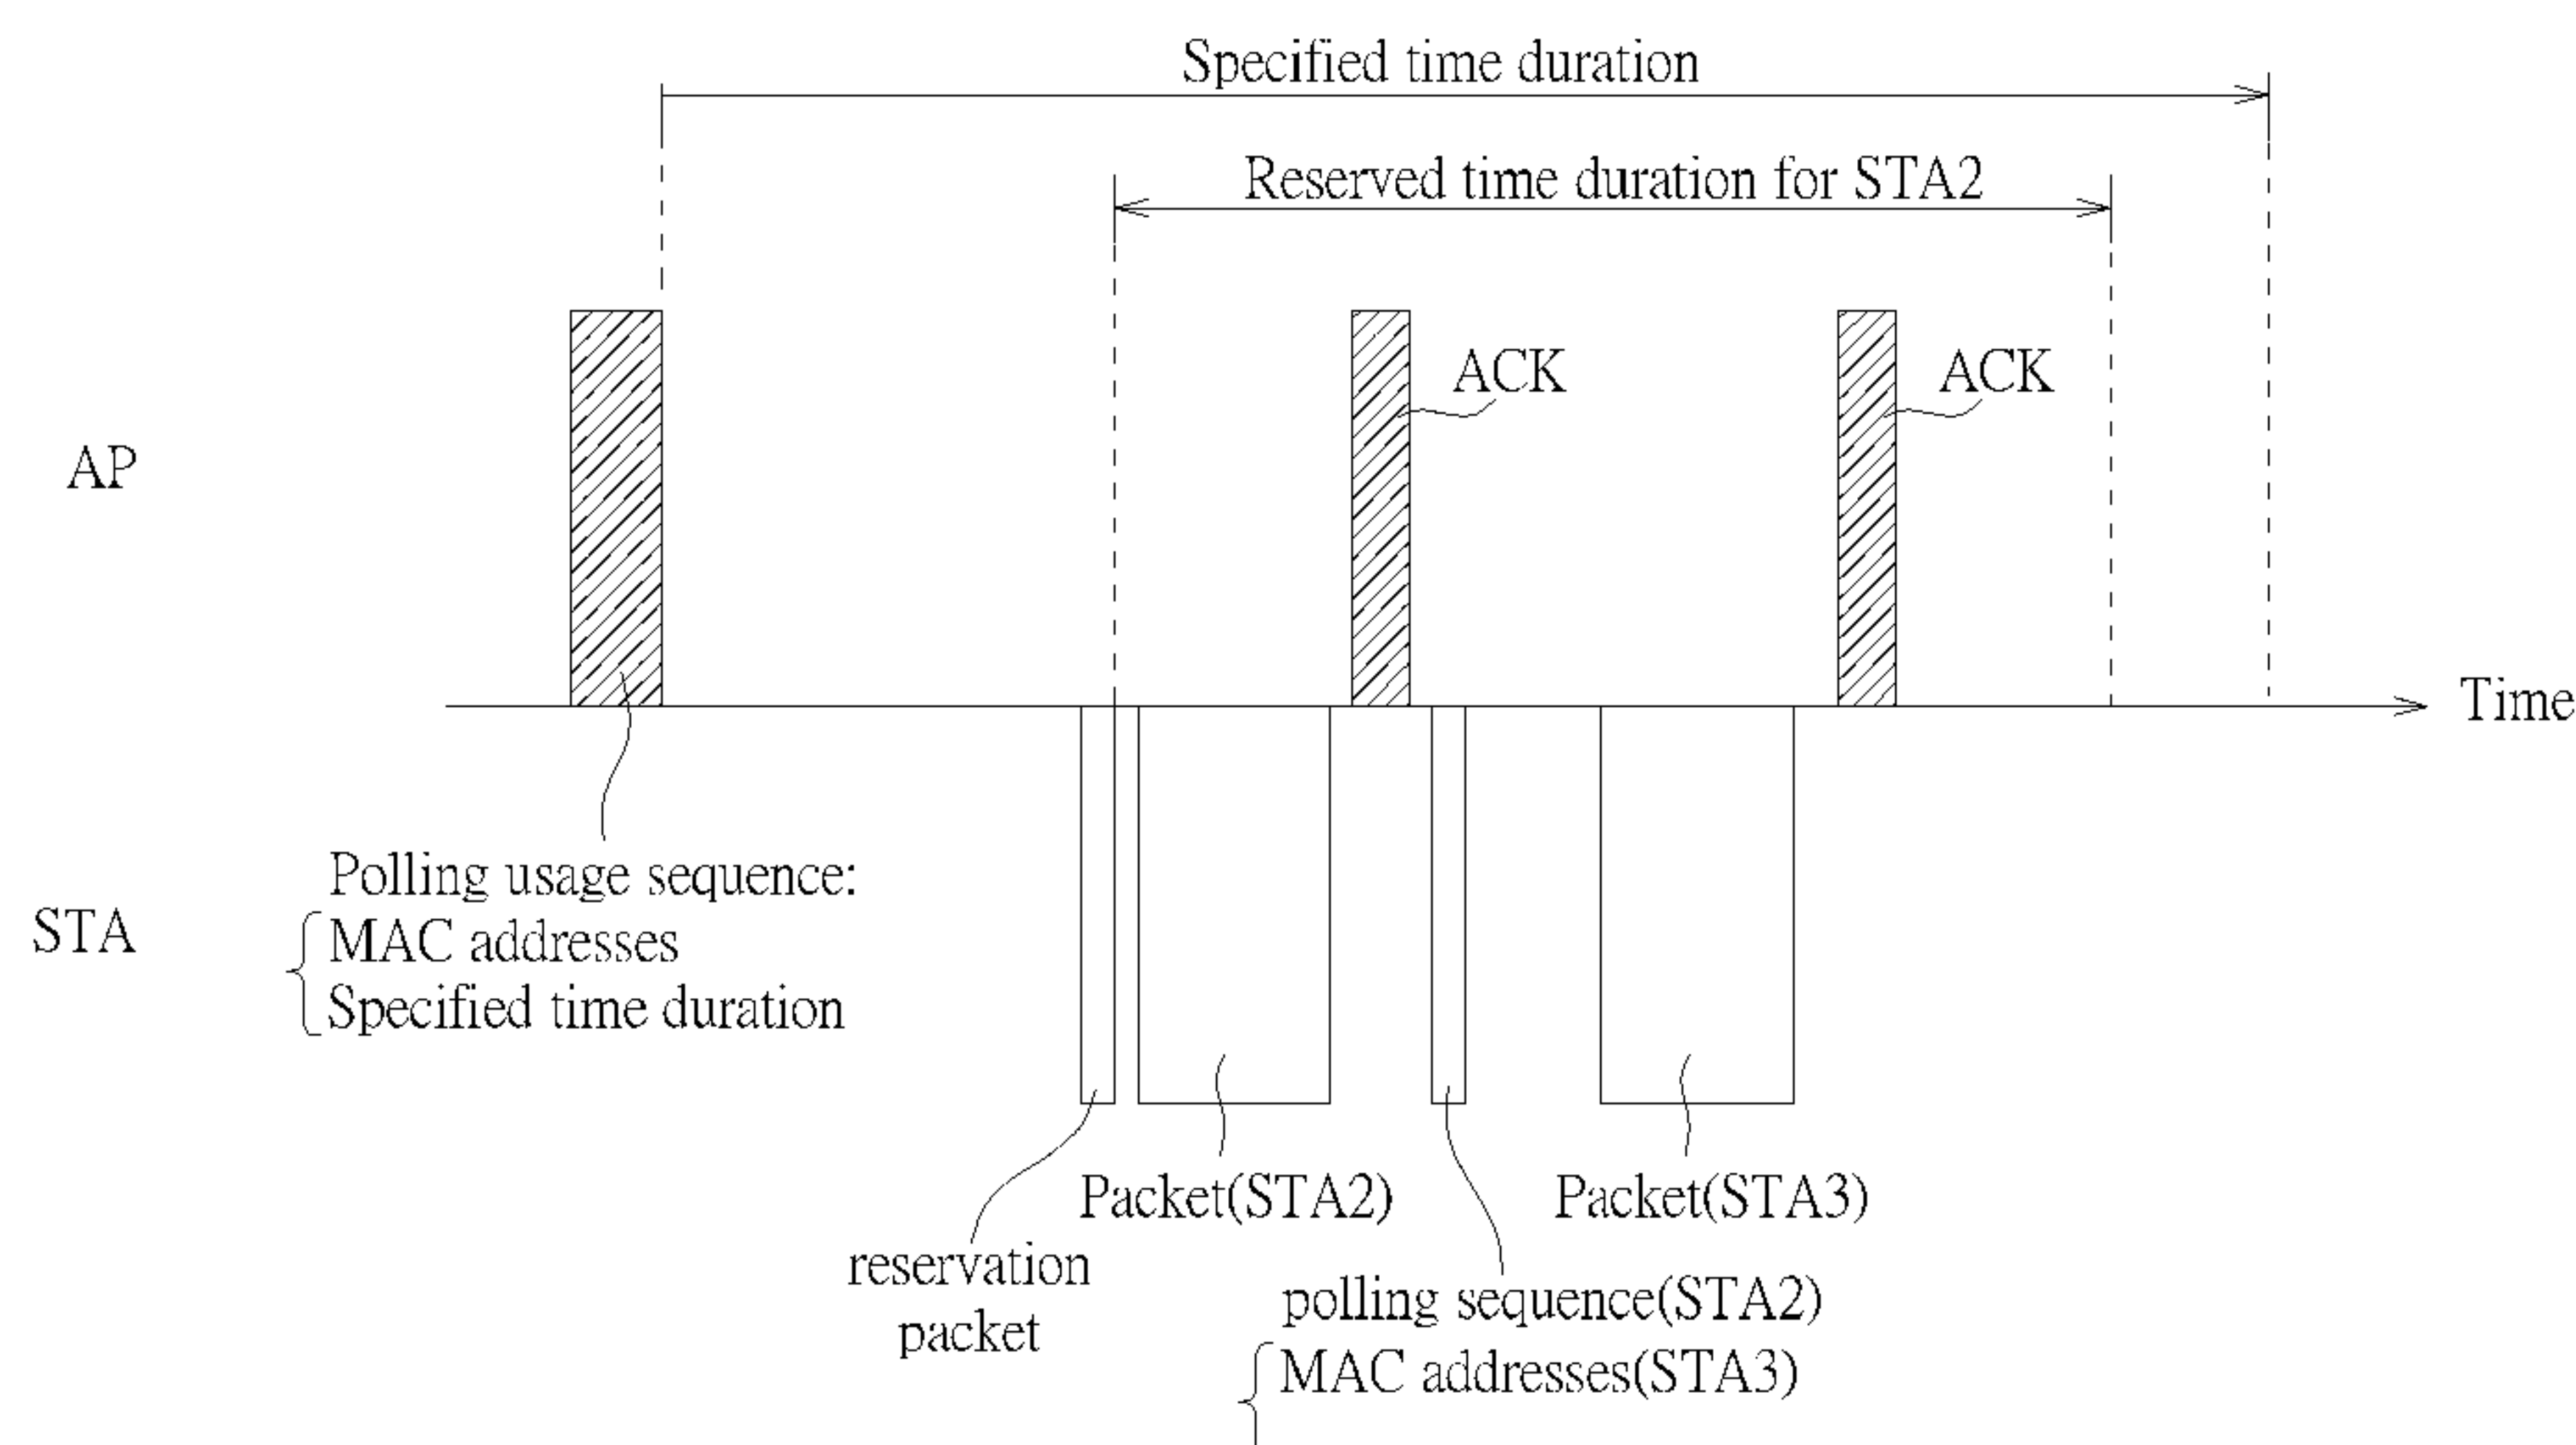 Specified time duration
Reserved time duration for STA2
ACK
ACK
AP
Time
Polling usage sequence:
STA
MAC addresses
Specified time duration
Packet(STA2)
Packet(STA3)
reservation
packet
polling sequence(STA2)
MAC addresses(STA3)